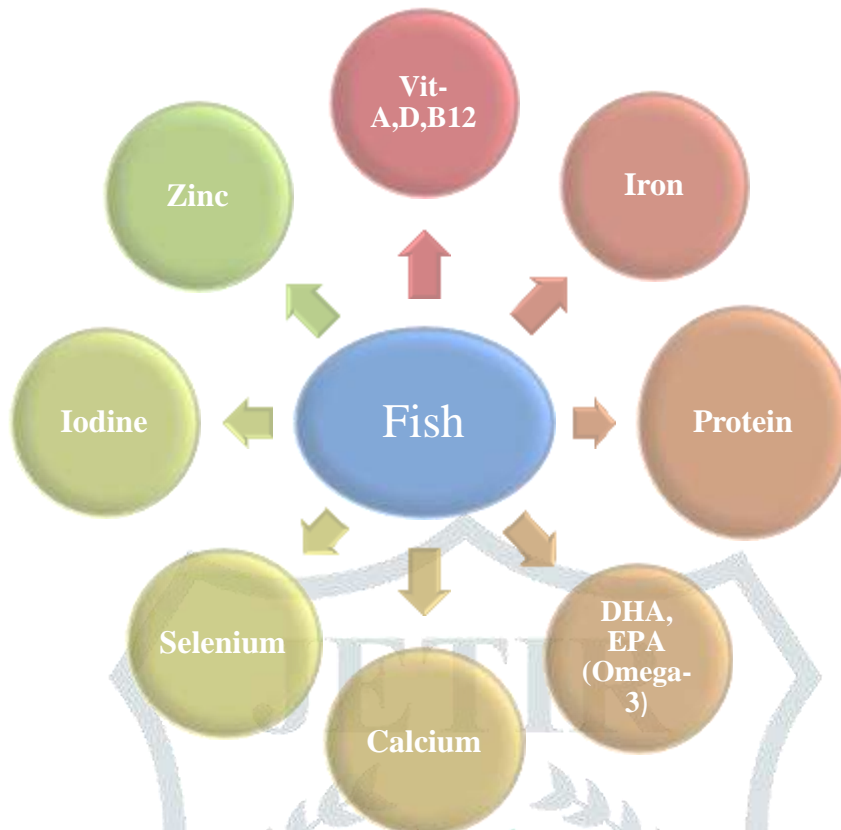 Vit-
A,D,B12
Iron
Zinc
Fish
Protein
Iodine
DHA,
EPA
(Omega-
3)
Selenium
Calcium
JETIR